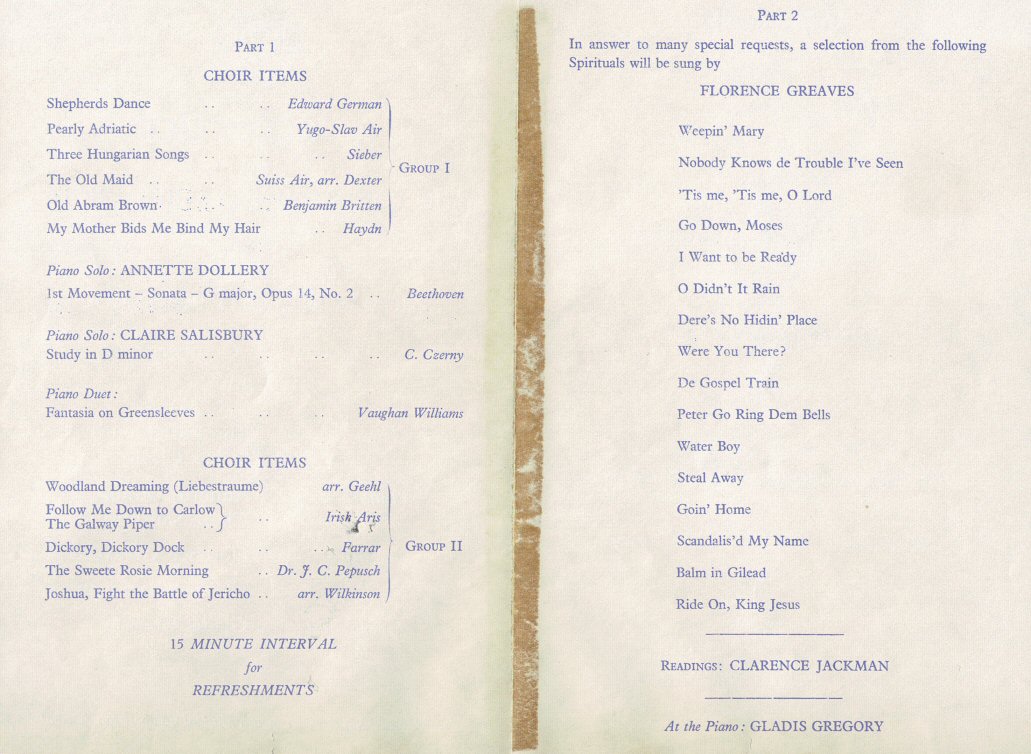 PART 1
CHOIR ITEMS
Shepherds Dance .. .. Edward German
Pearly Adriatic .. .. .. Yugo-Slav Air
Three Hungarian Songs .. .. .. Sieber
The Old Maid .. .. Suiss Air, arr. Dexter
Old Abram Brown .. .. Benjamin Britten
My Mother Bids Me Bind My Hair .. Haydn
GROUP I
Piano Solo: ANNETTE DOLLERY
1st Movement – Sonata – G major, Opus 14, No. 2 .. Beethoven
Piano Solo: CLAIRE SALISBURY
Study in D minor .. .. .. .. C. Czerny
Piano Duet:
Fantasia on Greensleeves .. .. .. Vaughan Williams
CHOIR ITEMS
Woodland Dreaming (Liebestraume) arr. Geehl
Follow Me Down to Carlow
The Galway Piper .. .. Irish Aris
Dickory, Dickory Dock .. .. .. Farrar
The Sweete Rosie Morning .. Dr. J. C. Pepusch
Joshua, Fight the Battle of Jericho .. arr. Wilkinson
GROUP II
15 MINUTE INTERVAL
for
REFRESHMENTS
PART 2
In answer to many special requests, a selection from the following
Spirituals will be sung by
FLORENCE GREAVES
Weepin' Mary
Nobody Knows de Trouble I've Seen
'Tis me, 'Tis me, O Lord
Go Down, Moses
I Want to be Ready
O Didn't It Rain
Dere's No Hidin' Place
Were You There?
De Gospel Train
Peter Go Ring Dem Bells
Water Boy
Steal Away
Goin' Home
Scandalis'd My Name
Balm in Gilead
Ride On, King Jesus
READINGS: CLARENCE JACKMAN
At the Piano: GLADIS GREGORY